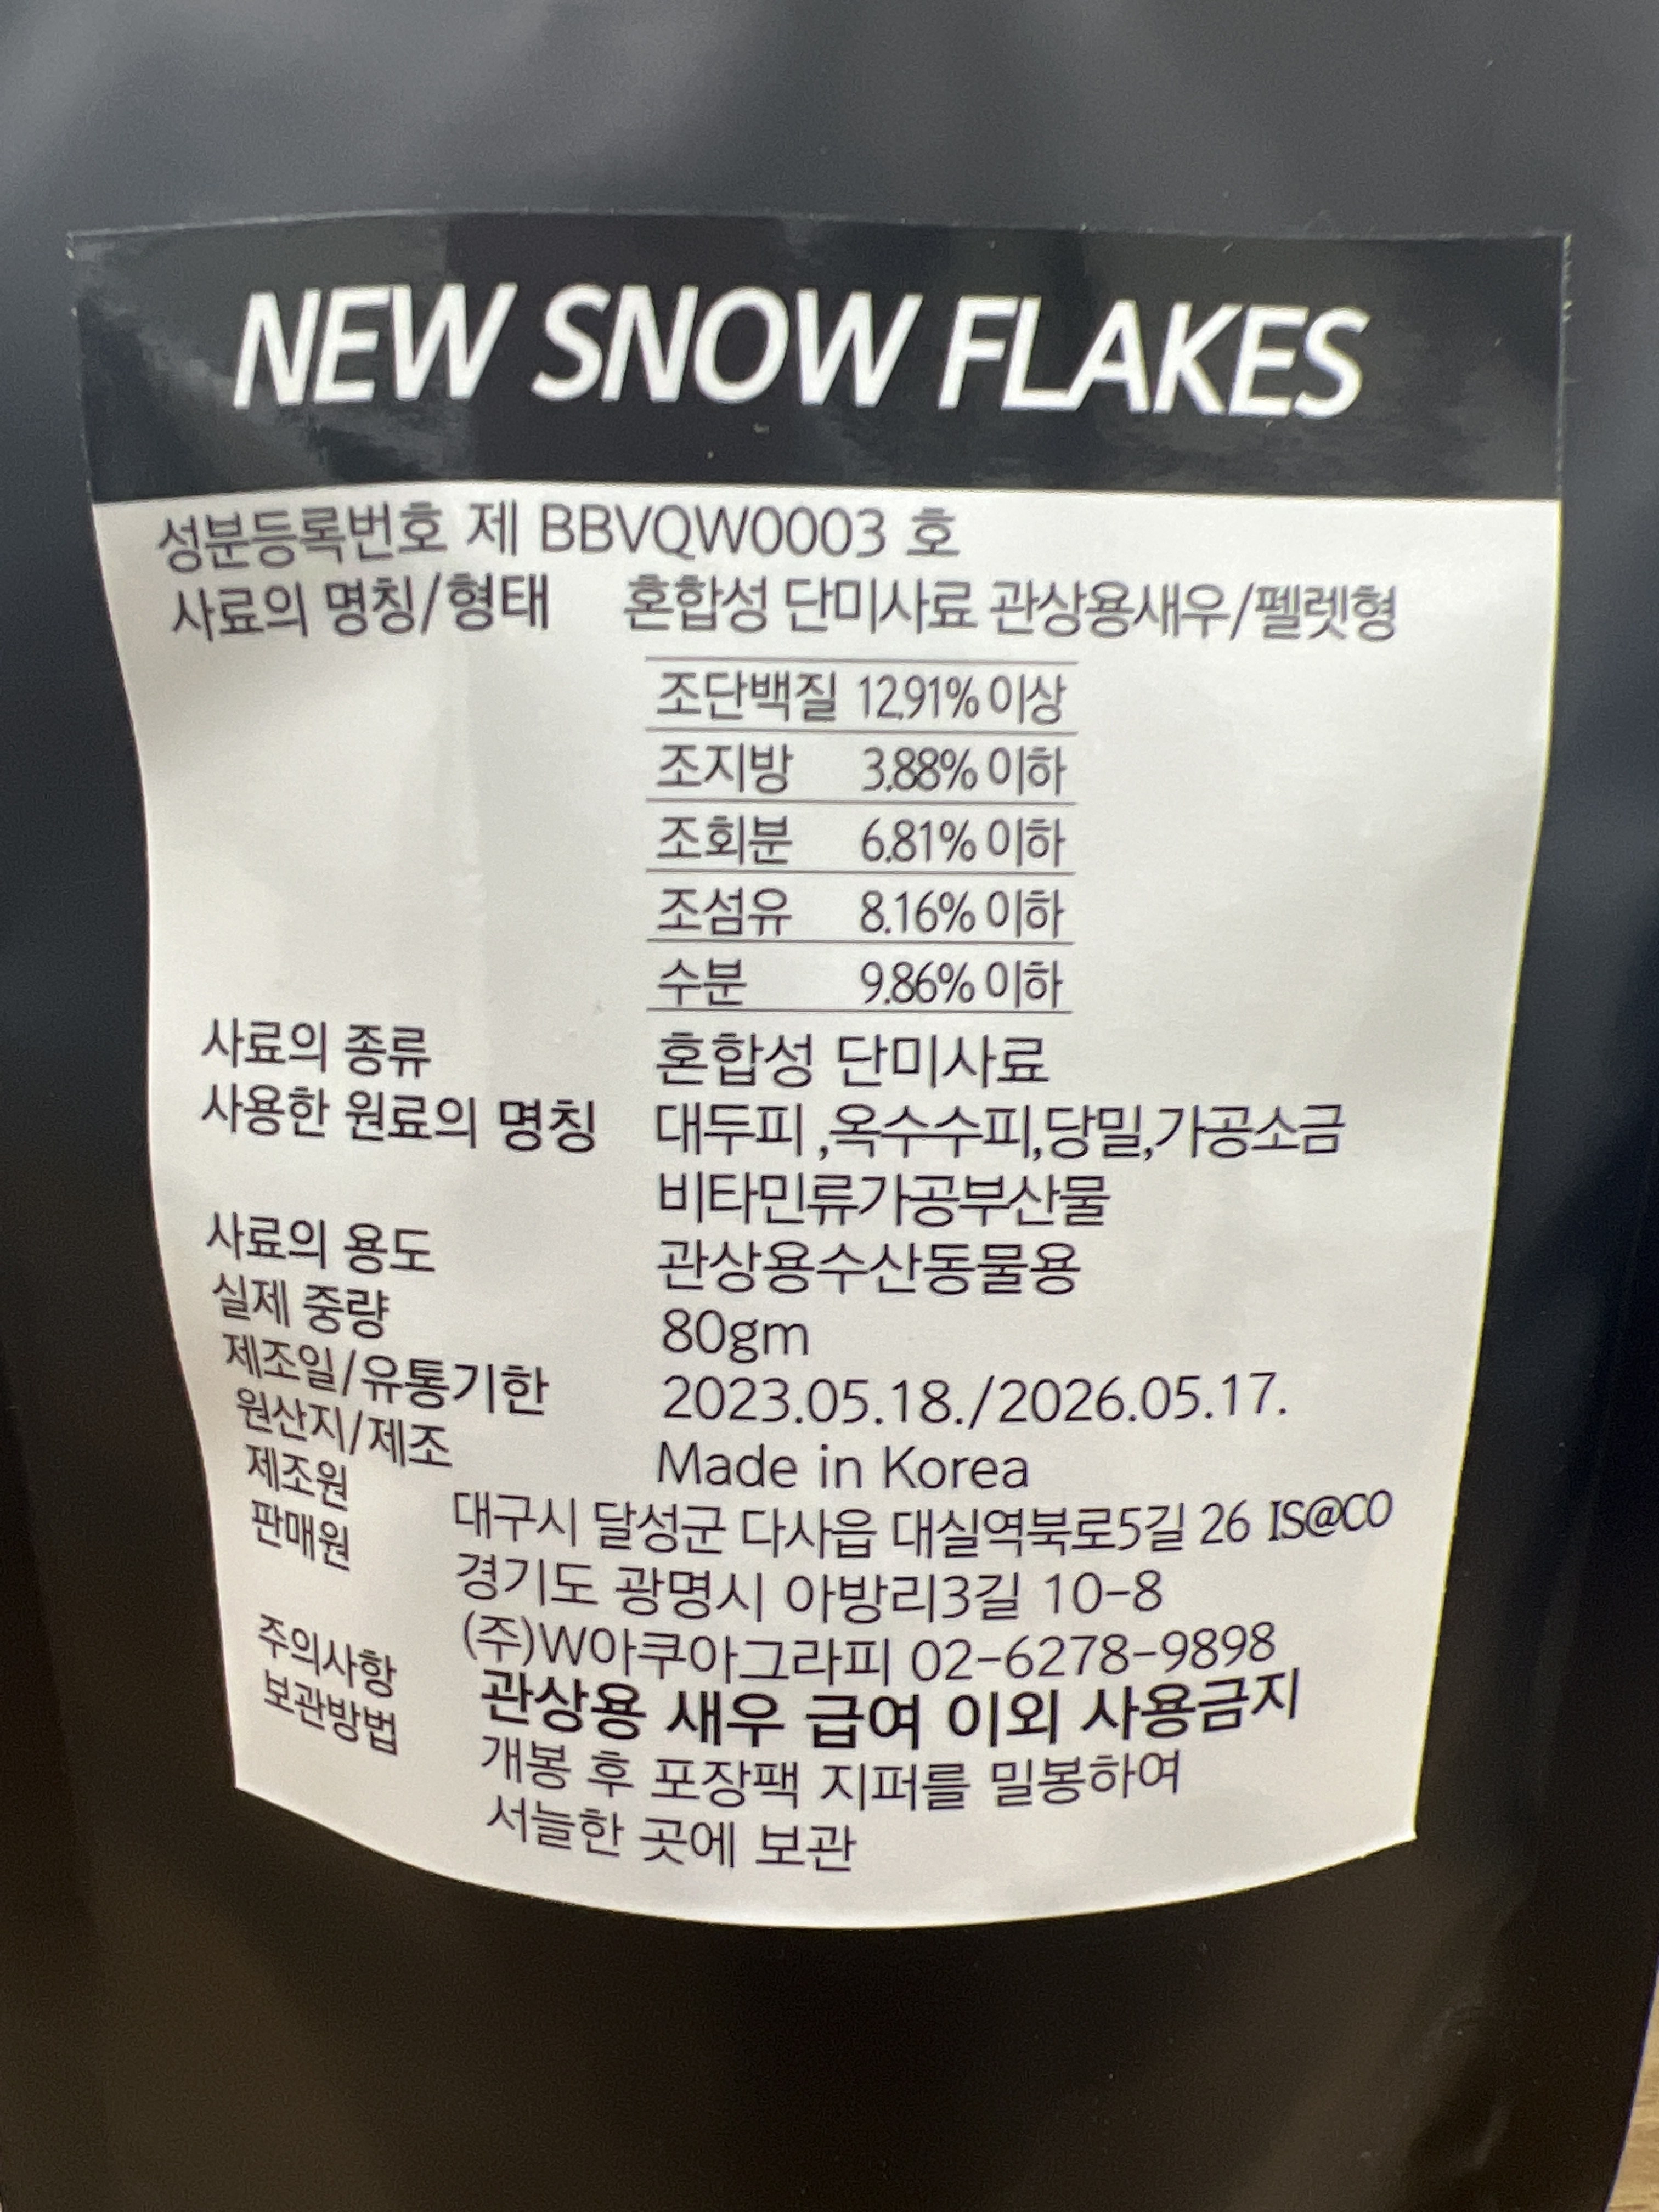 NEW SNOW FLAKES
성분등록번호 제 BBVQW0003 호
사료의 명칭/형태 혼합성 단미사료 관상용새우/펠렛형
조단백질 12.91% 이상
조지방 3.88% 이하
조회분 6.81% 이하
조섬유 8.16% 이하
수분 9.86% 이하
사료의 종류 혼합성 단미사료
사용한 원료의 명칭 대두피 ,옥수수피,당밀,가공소금
비타민류가공부산물
사료의 용도 관상용수산동물용
실제 중량 80gm
제조일/유통기한 2023.05.18./2026.05.17.
원산지/제조 Made in Korea
제조원 대구시 달성군 다사읍 대실역북로5길 26 IS@CO
판매원 경기도 광명시 아방리3길 10-8
(주)W아쿠아그라피 02-6278-9898
주의사항 관상용 새우 급여 이외 사용금지
보관방법 개봉 후 포장팩 지퍼를 밀봉하여
서늘한 곳에 보관